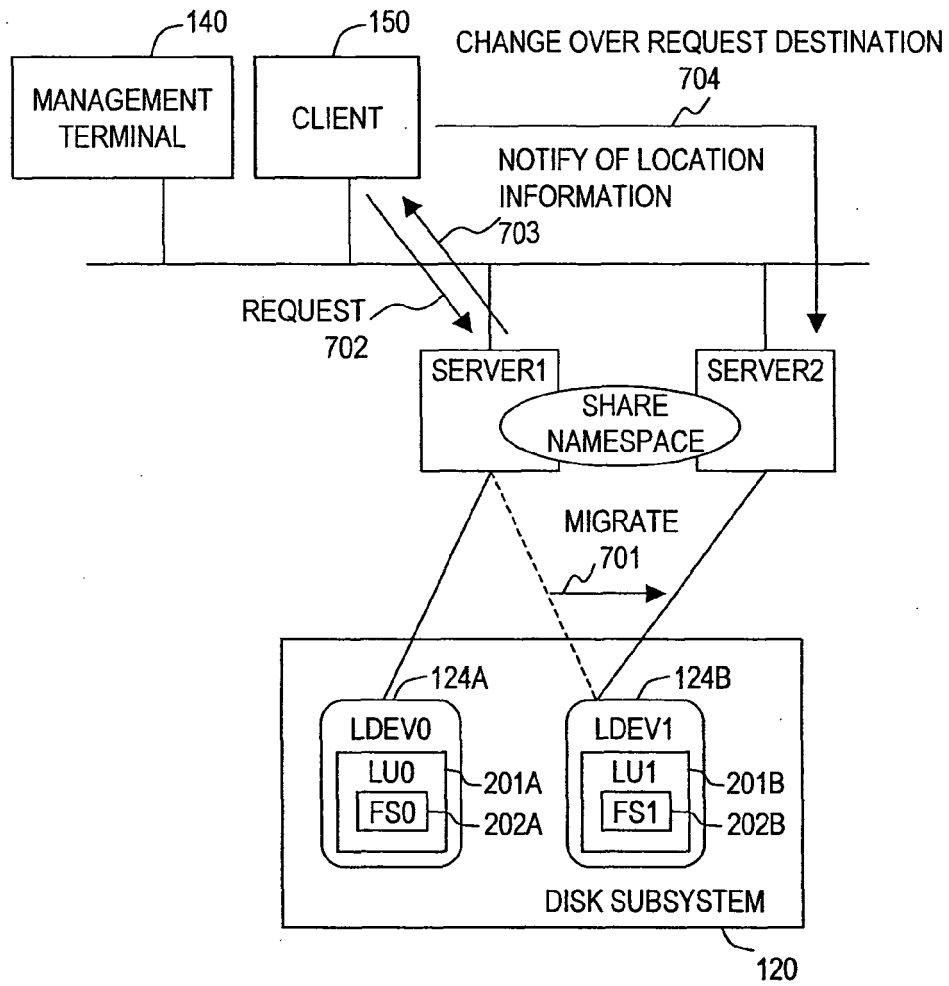 140
150
CHANGE OVER REQUEST DESTINATION
704
MANAGEMENT
TERMINAL
CLIENT
NOTIFY OF LOCATION
INFORMATION
703
REQUEST
702
SERVER1
SERVER2
SHARE
NAMESPACE
MIGRATE
701
124A
124B
LDEV0
LDEV1
LU0
201A
LU1
201B
FS0
202A
FS1
202B
DISK SUBSYSTEM
120